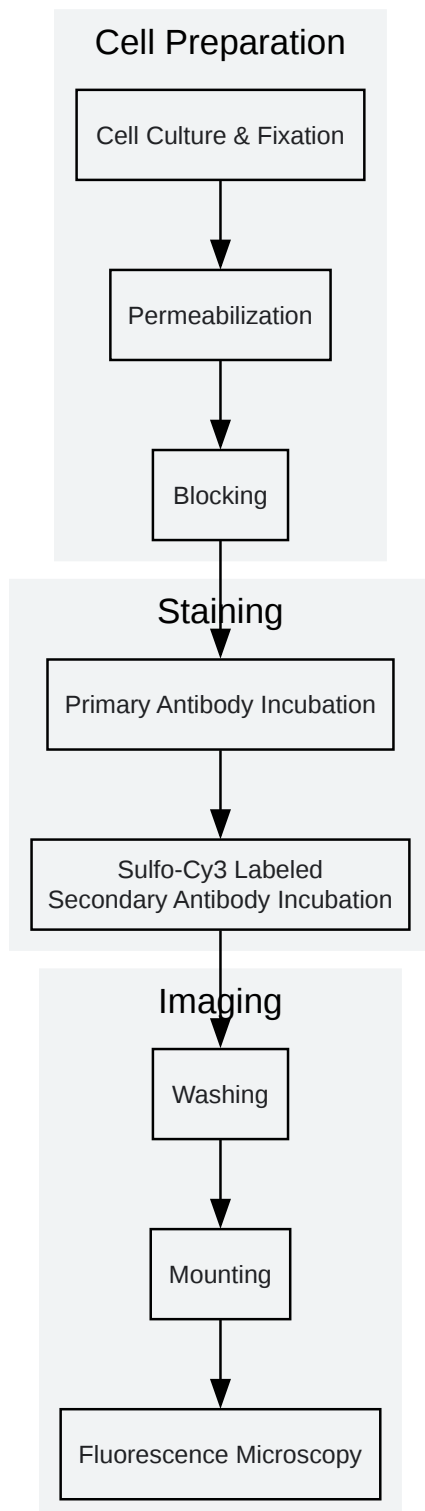 Cell Preparation
Cell Culture & Fixation
Permeabilization
Blocking
Staining
Primary Antibody Incubation
Sulfo-Cy3 Labeled
Secondary Antibody Incubation
Imaging
Washing
Mounting
Fluorescence Microscopy